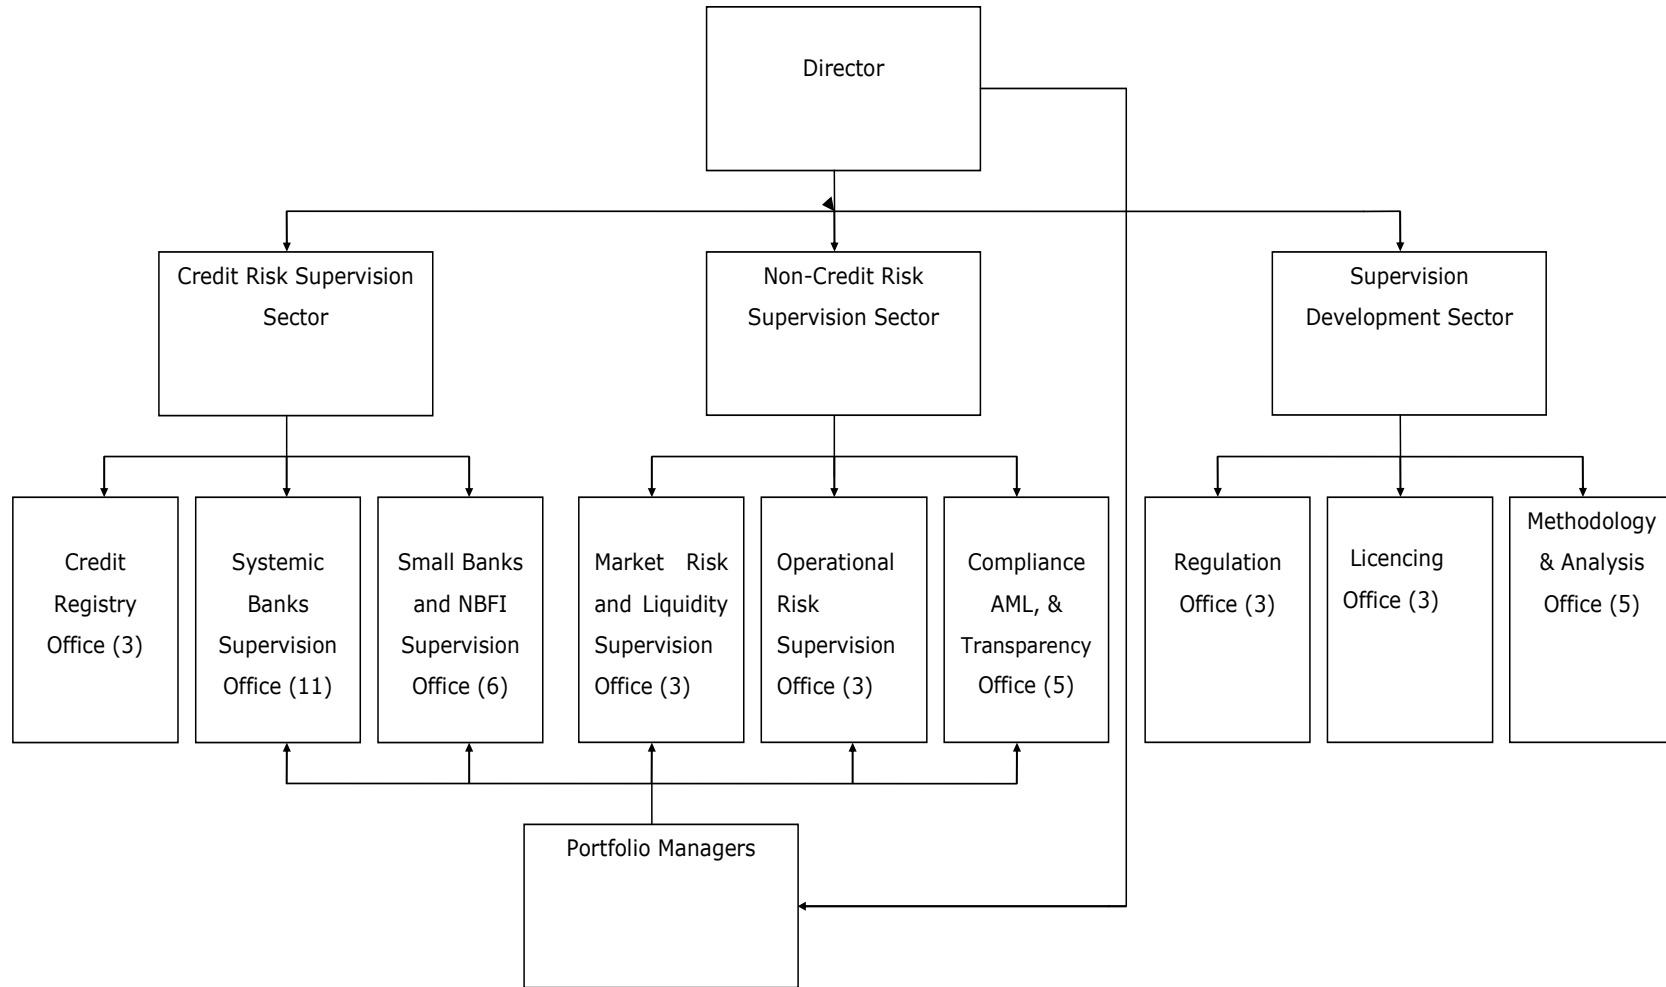 Director
Credit Risk Supervision
Sector
Non-Credit Risk
Supervision Sector
Supervision
Development Sector
Credit
Registry
Office (3)
Systemic
Banks
Supervision
Office (11)
Small Banks
and NBFI
Supervision
Office (6)
Market Risk
and Liquidity
Supervision
Office (3)
Operational
Risk
Supervision
Office (3)
Compliance
AML, &
Transparency
Office (5)
Regulation
Office (3)
Licencing
Office (3)
Methodology
& Analysis
Office (5)
Portfolio Managers